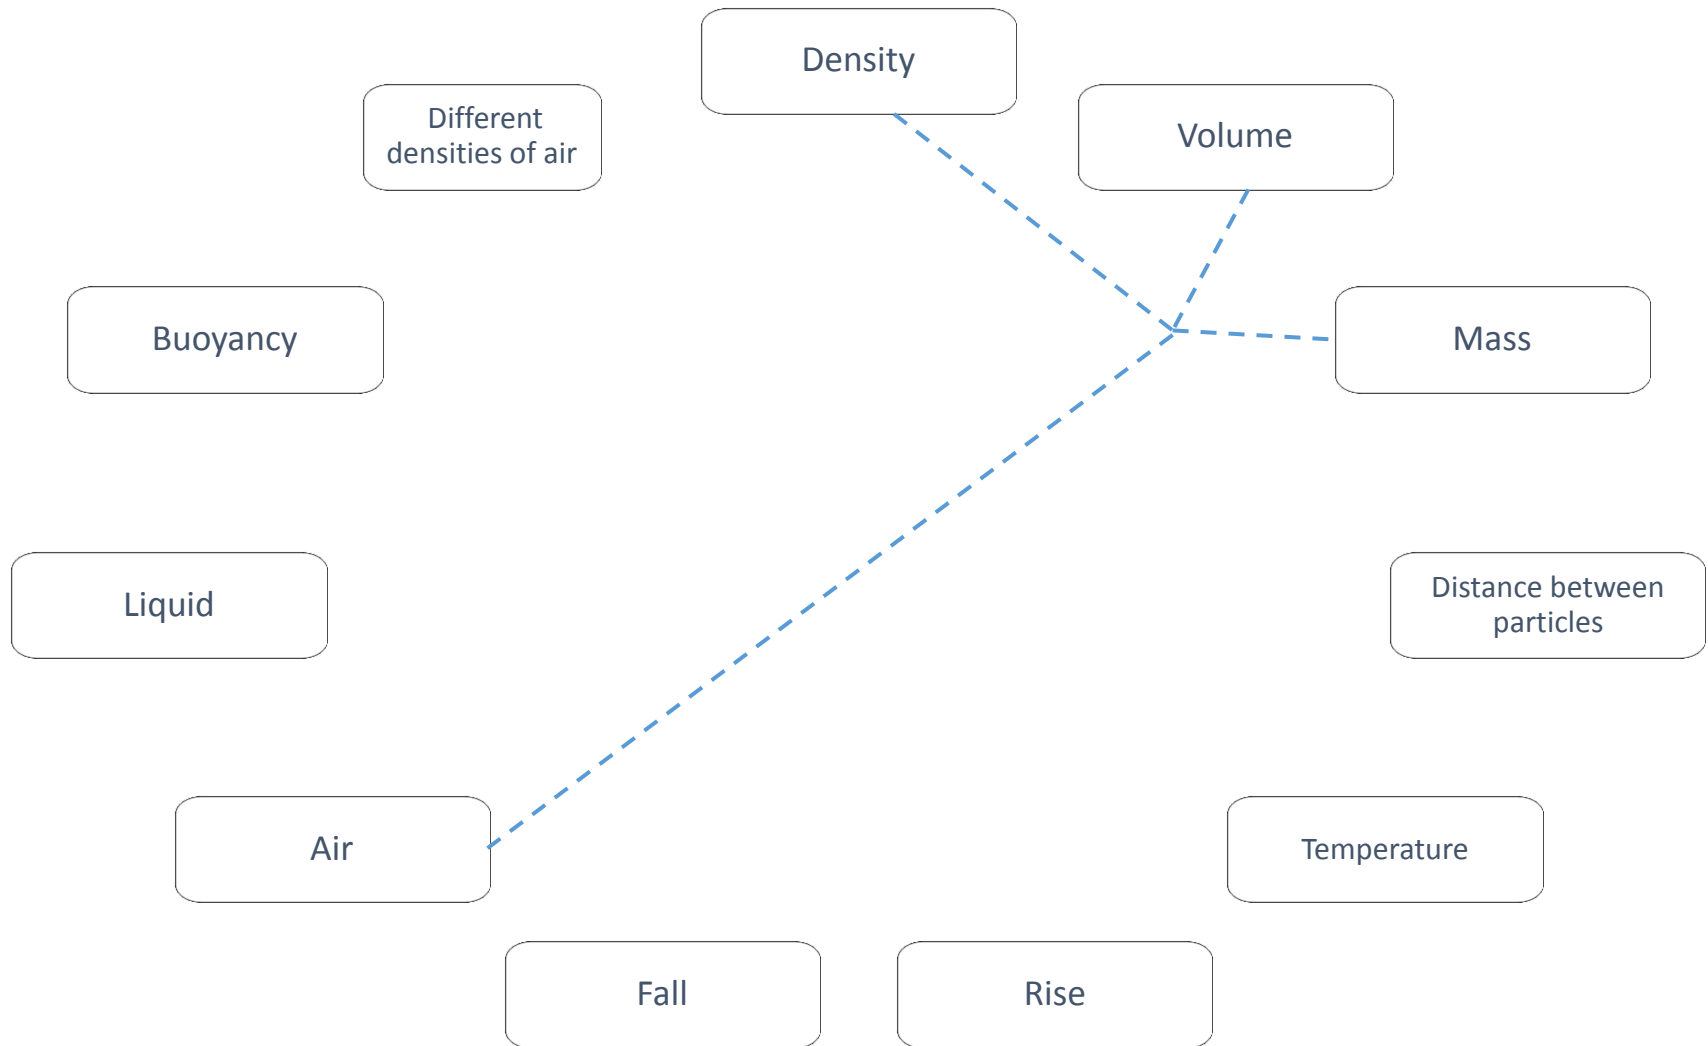 Density
Different
densities of air
Volume
Buoyancy
Mass
Liquid
Distance between
particles
Air
Temperature
Fall
Rise